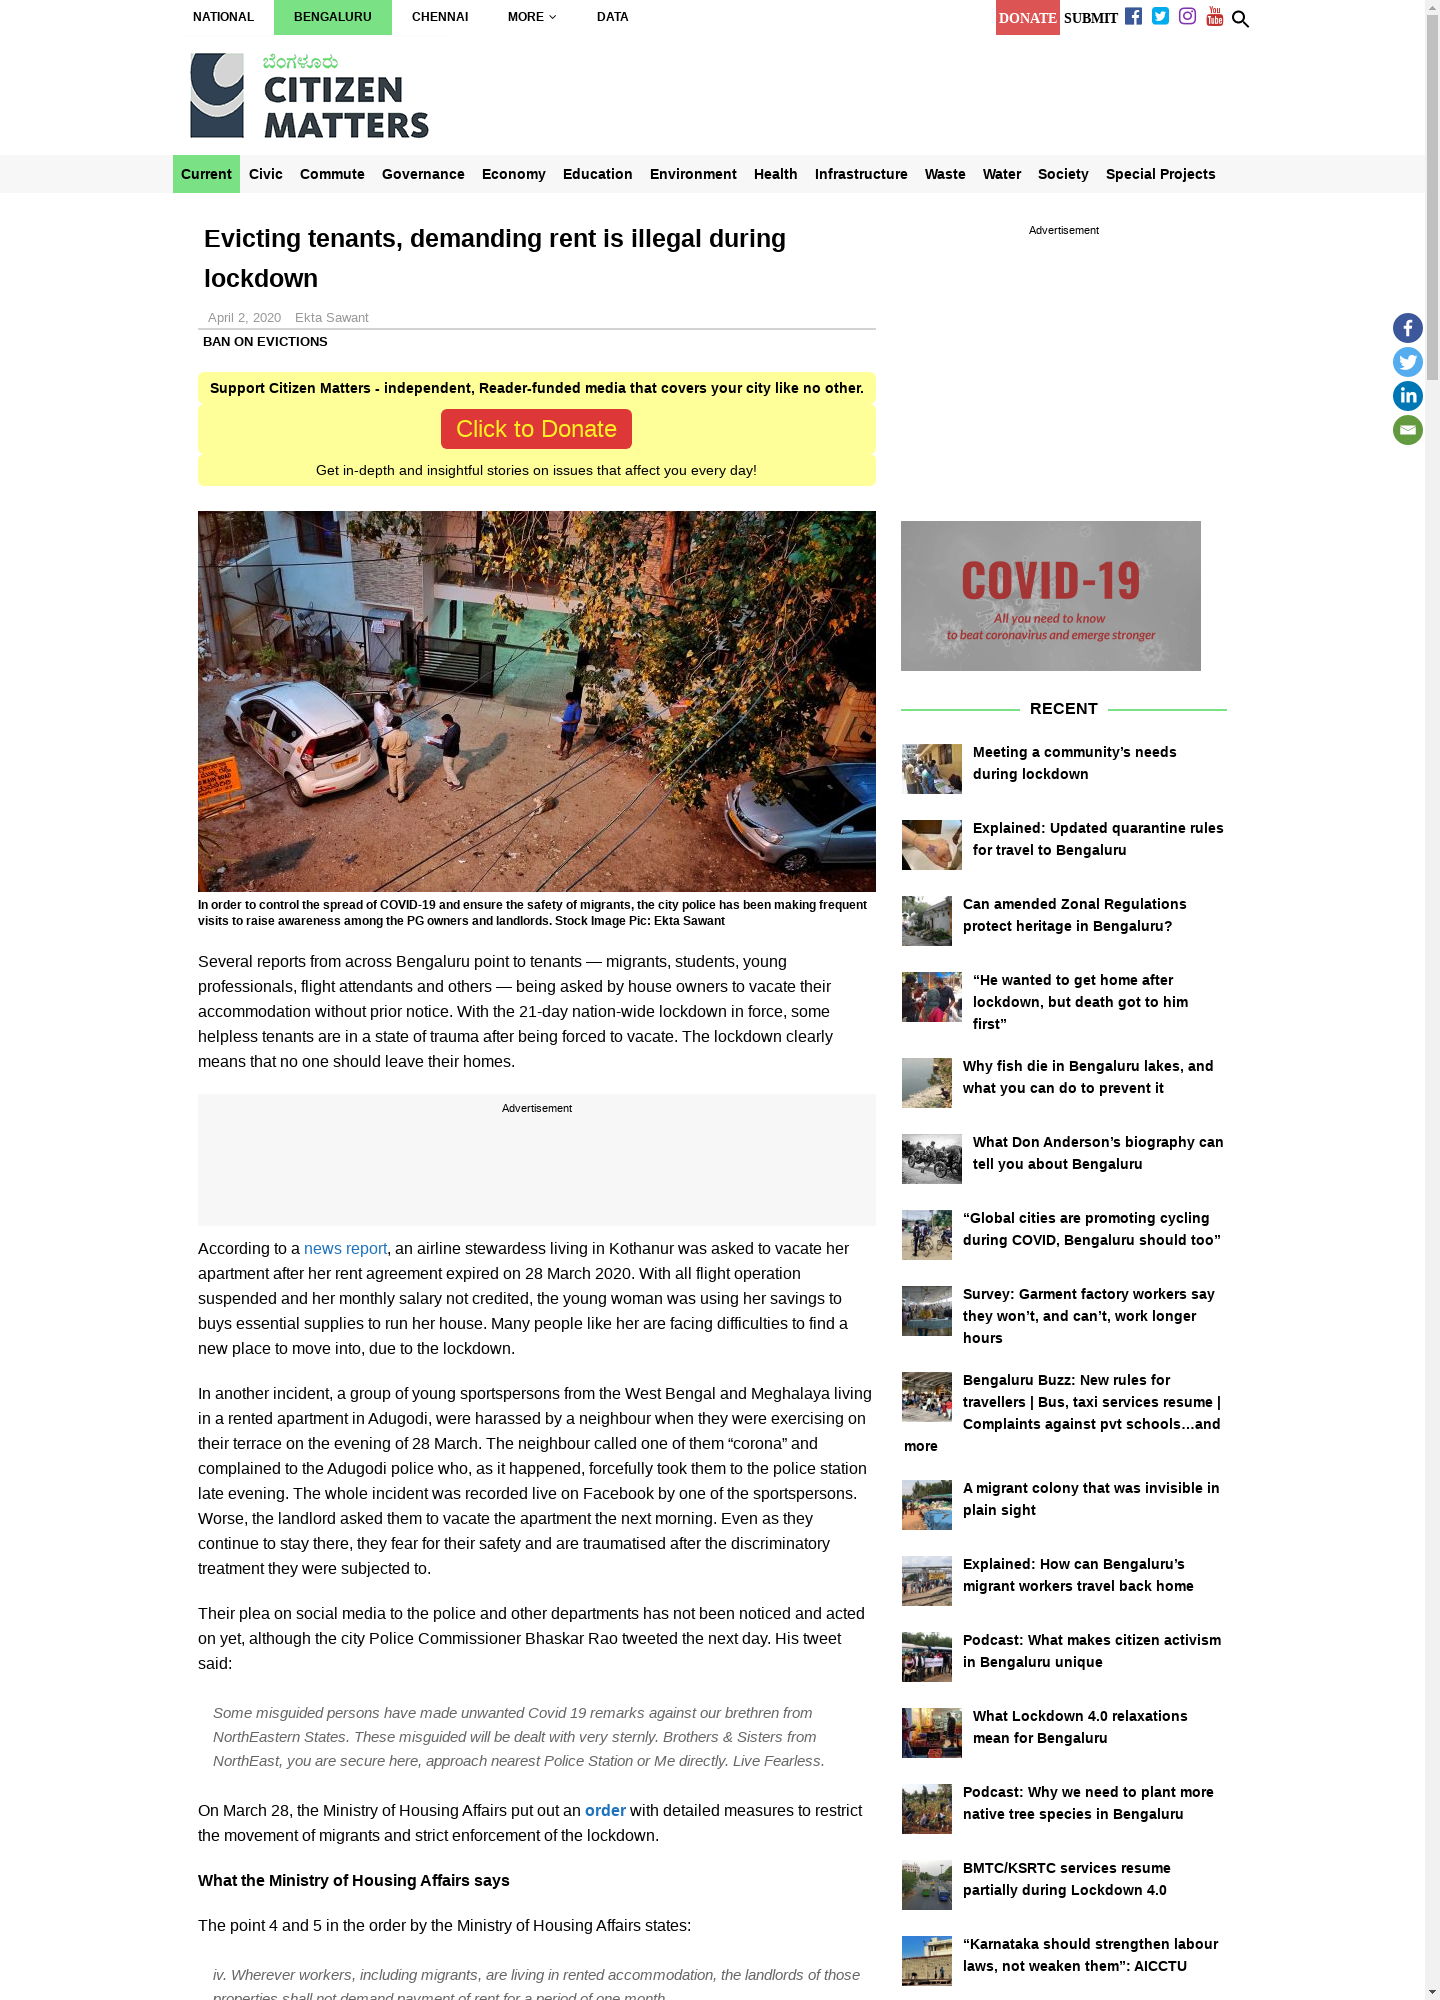 NATIONAL BENGALURU CHENNAI MORE DATA DONATE SUBMIT
ಬೆಂಗಳೂರು
CITIZEN
MATTERS
Current Civic Commute Governance Economy Education Environment Health Infrastructure Waste Water Society Special Projects
Evicting tenants, demanding rent is illegal during
lockdown
April 2, 2020 Ekta Sawant
BAN ON EVICTIONS
Support Citizen Matters - independent, Reader-funded media that covers your city like no other.
Click to Donate
Get in-depth and insightful stories on issues that affect you every day!
In order to control the spread of COVID-19 and ensure the safety of migrants, the city police has been making frequent
visits to raise awareness among the PG owners and landlords. Stock Image Pic: Ekta Sawant
Several reports from across Bengaluru point to tenants — migrants, students, young
professionals, flight attendants and others — being asked by house owners to vacate their
accommodation without prior notice. With the 21-day nation-wide lockdown in force, some
helpless tenants are in a state of trauma after being forced to vacate. The lockdown clearly
means that no one should leave their homes.
Advertisement
According to a news report, an airline stewardess living in Kothanur was asked to vacate her
apartment after her rent agreement expired on 28 March 2020. With all flight operation
suspended and her monthly salary not credited, the young woman was using her savings to
buys essential supplies to run her house. Many people like her are facing difficulties to find a
new place to move into, due to the lockdown.
In another incident, a group of young sportspersons from the West Bengal and Meghalaya living
in a rented apartment in Adugodi, were harassed by a neighbour when they were exercising on
their terrace on the evening of 28 March. The neighbour called one of them “corona” and
complained to the Adugodi police who, as it happened, forcefully took them to the police station
late evening. The whole incident was recorded live on Facebook by one of the sportspersons.
Worse, the landlord asked them to vacate the apartment the next morning. Even as they
continue to stay there, they fear for their safety and are traumatised after the discriminatory
treatment they were subjected to.
Their plea on social media to the police and other departments has not been noticed and acted
on yet, although the city Police Commissioner Bhaskar Rao tweeted the next day. His tweet
said:
Some misguided persons have made unwanted Covid 19 remarks against our brethren from
NorthEastern States. These misguided will be dealt with very sternly. Brothers & Sisters from
NorthEast, you are secure here, approach nearest Police Station or Me directly. Live Fearless.
On March 28, the Ministry of Housing Affairs put out an order with detailed measures to restrict
the movement of migrants and strict enforcement of the lockdown.
What the Ministry of Housing Affairs says
The point 4 and 5 in the order by the Ministry of Housing Affairs states:
iv. Wherever workers, including migrants, are living in rented accommodation, the landlords of those
properties shall not demand payment of rent for a period of one month.
Advertisement
COVID-19
All you need to know
to beat coronavirus and emerge stronger
RECENT
Meeting a community’s needs
during lockdown
Explained: Updated quarantine rules
for travel to Bengaluru
Can amended Zonal Regulations
protect heritage in Bengaluru?
“He wanted to get home after
lockdown, but death got to him
first”
Why fish die in Bengaluru lakes, and
what you can do to prevent it
What Don Anderson’s biography can
tell you about Bengaluru
“Global cities are promoting cycling
during COVID, Bengaluru should too”
Survey: Garment factory workers say
they won’t, and can’t, work longer
hours
Bengaluru Buzz: New rules for
travellers | Bus, taxi services resume |
Complaints against pvt schools…and
more
A migrant colony that was invisible in
plain sight
Explained: How can Bengaluru’s
migrant workers travel back home
Podcast: What makes citizen activism
in Bengaluru unique
What Lockdown 4.0 relaxations
mean for Bengaluru
Podcast: Why we need to plant more
native tree species in Bengaluru
BMTC/KSRTC services resume
partially during Lockdown 4.0
“Karnataka should strengthen labour
laws, not weaken them”: AICCTU